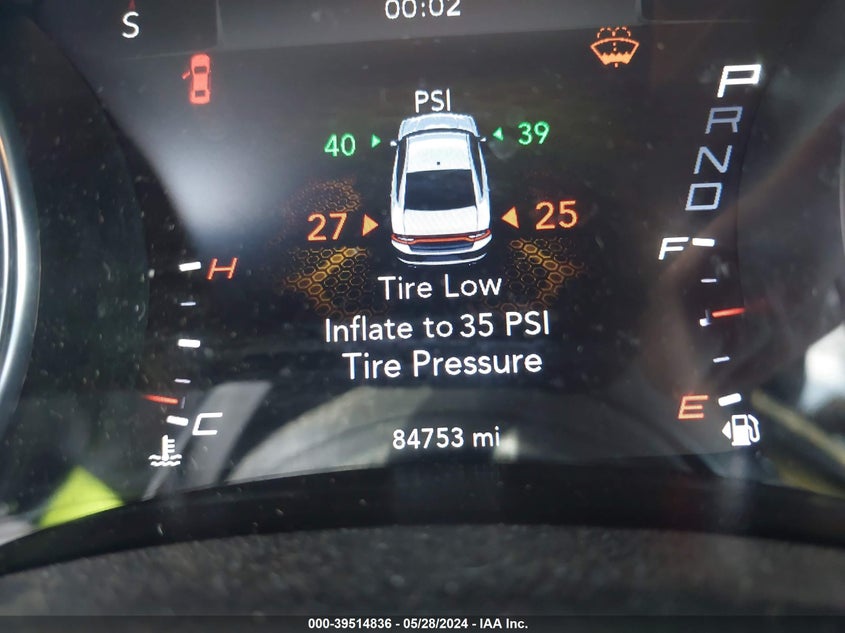 00:02
S
PSI
40 39
27 25
P
R
N
D
H
F
Tire Low
Inflate to 35 PSI
Tire Pressure
C
E
84753 mi
000-39514836 - 05/28/2024 - IAA Inc.